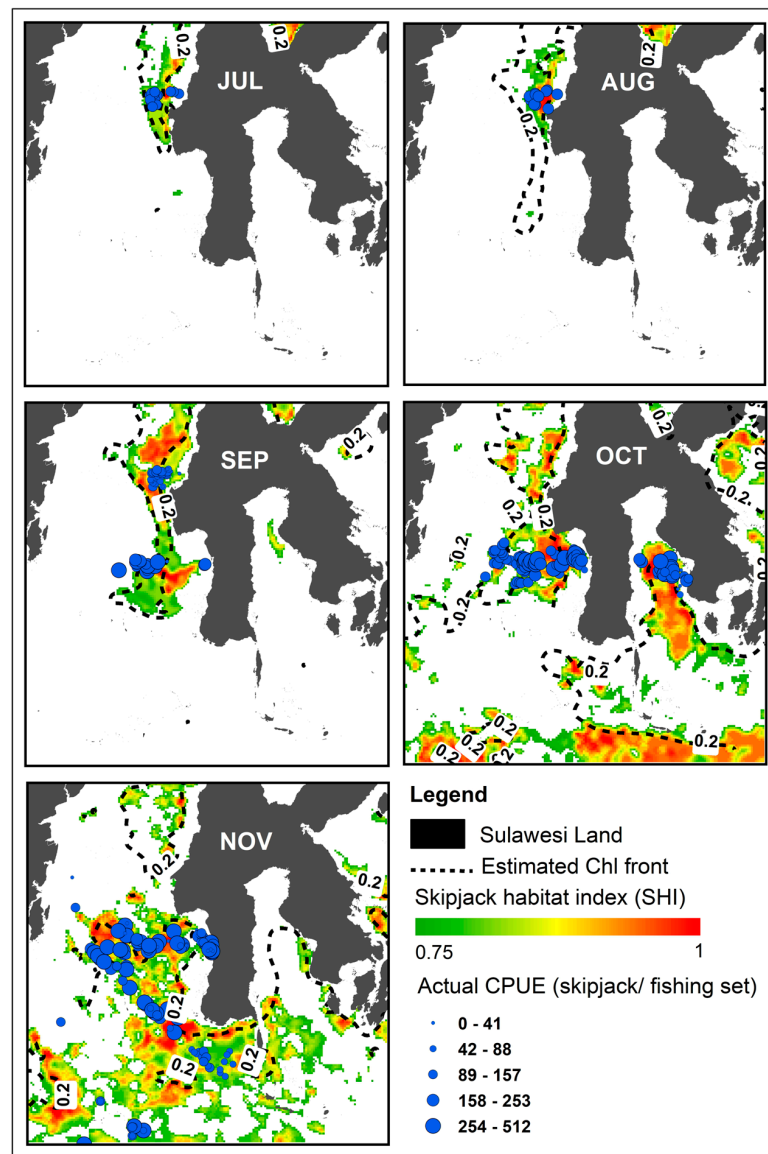 0.2
0.2
JUL
0.2
0.2
AUG
0.2
SEP
0.2
0.2
0.2
OCT
0.2
0.2
0.2
0.2
0.2
0.2
0.2
0.2
0.2
0.2
0.2
0.2
NOV
0.2
0.2
0.2
0.2
0.2
0.2
Legend
Sulawesi Land
Estimated Chl front
Skipjack habitat index (SHI)
0.75 1
Actual CPUE (skipjack/ fishing set)
0 - 41
42 - 88
89 - 157
158 - 253
254 - 512